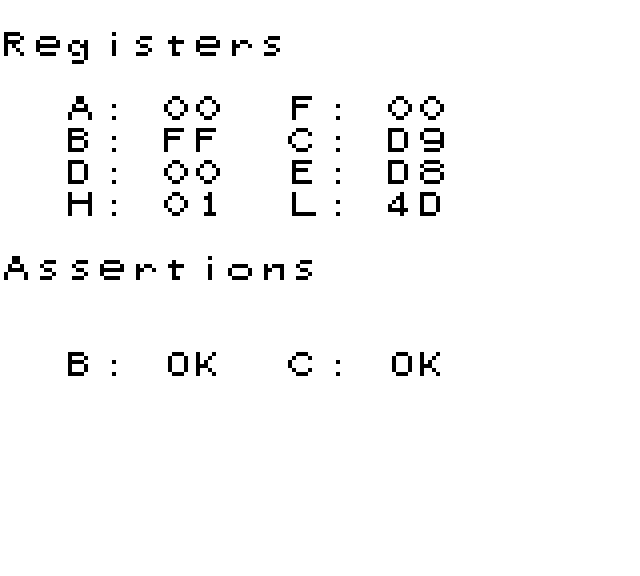 Registers
A: 00 F: 00
B: FF C: D9
D: 00 E: D8
H: 01 L: 4D
Assertions
B: OK C: OK